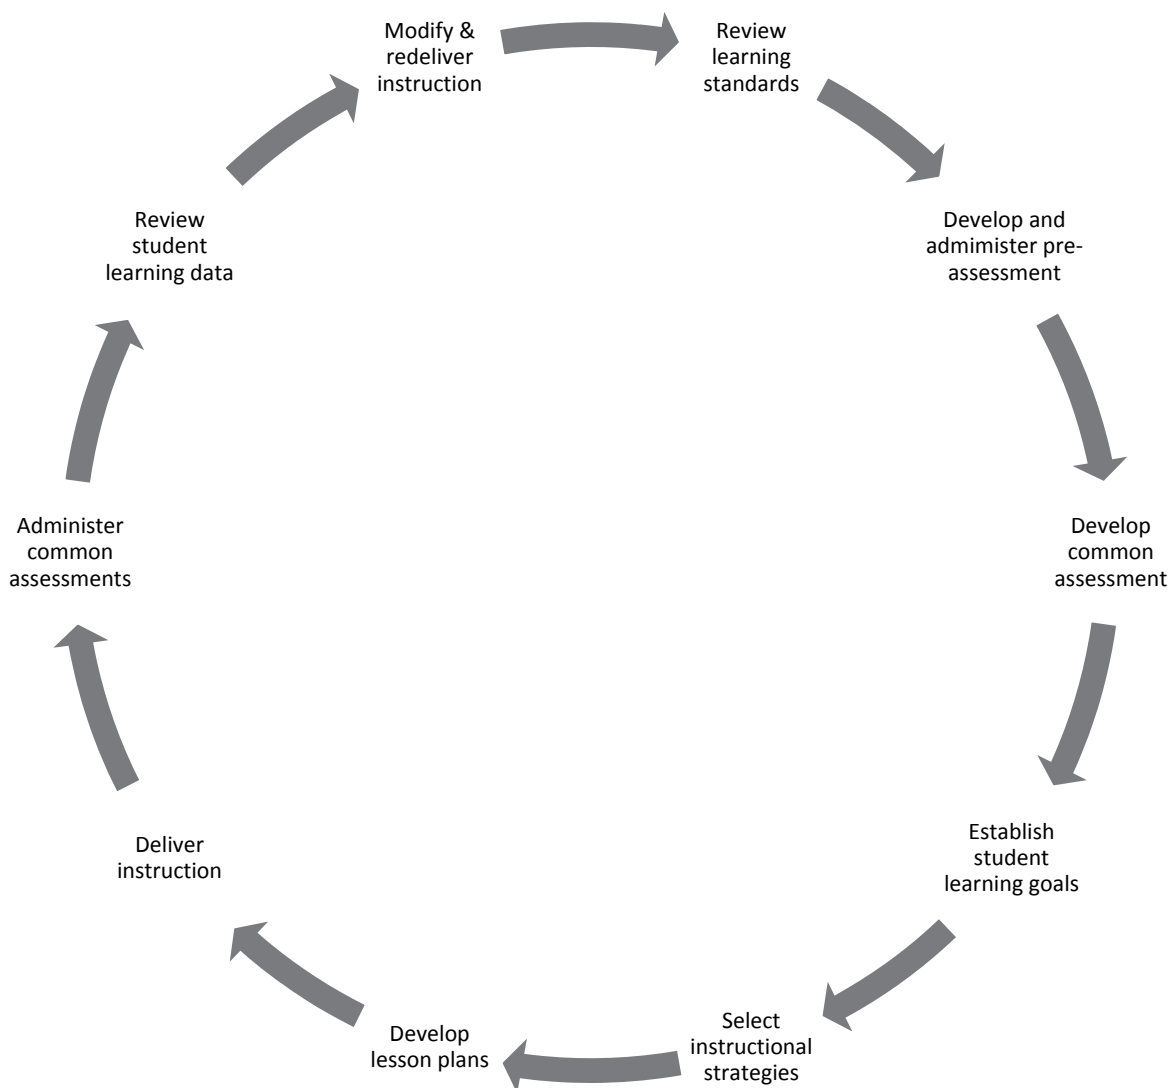 Modify &
redeliver
instruction
Review
learning
standards
Develop and
admimister pre-
assessment
Develop
common
assessment
Establish
student
learning goals
Select
instructional
strategies
Develop
lesson plans
Deliver
instruction
Administer
common
assessments
Review
student
learning data